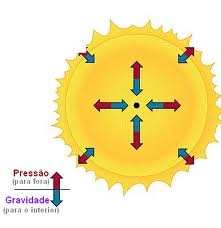 Pressão
(para fora)
Gravidade
(para o interior)